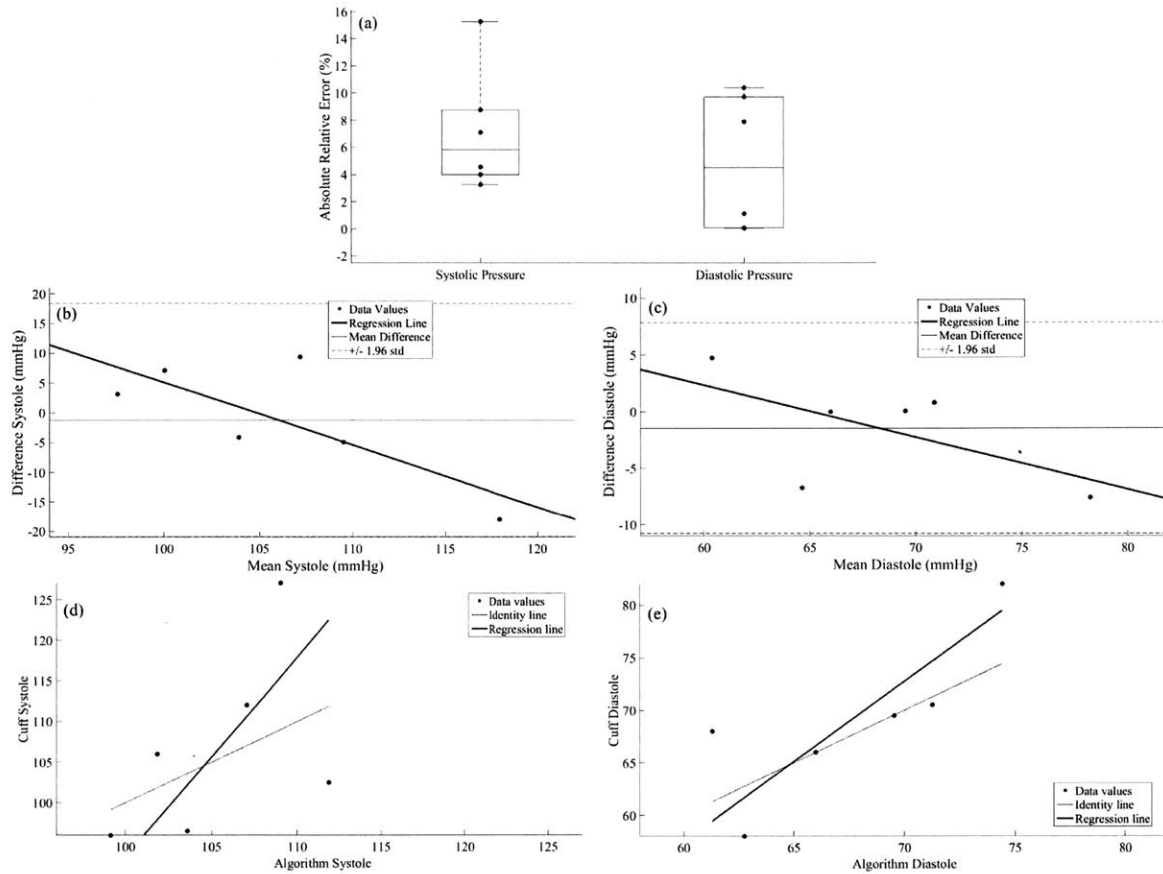 (a)
Absolute Relative Error (%)
16
14
12
10
8
6
4
2
0
-2
Systolic Pressure
Diastolic Pressure
(b)
Difference Systole (mmHg)
20
15
10
5
0
-5
-10
-15
-20
95
100
105
110
115
120
Mean Systole (mmHg)
Data Values
Regression Line
Mean Difference
+/- 1.96 std
(c)
Difference Diastole (mmHg)
10
5
0
-5
-10
60
65
70
75
80
Mean Diastole (mmHg)
Data Values
Regression Line
Mean Difference
+/- 1.96 std
(d)
Cuff Systole
125
120
115
110
105
100
100
105
110
115
120
125
Algorithm Systole
Data values
Identity line
Regression line
(e)
Cuff Diastole
80
75
70
65
60
60
65
70
75
80
Algorithm Diastole
Data values
Identity line
Regression line